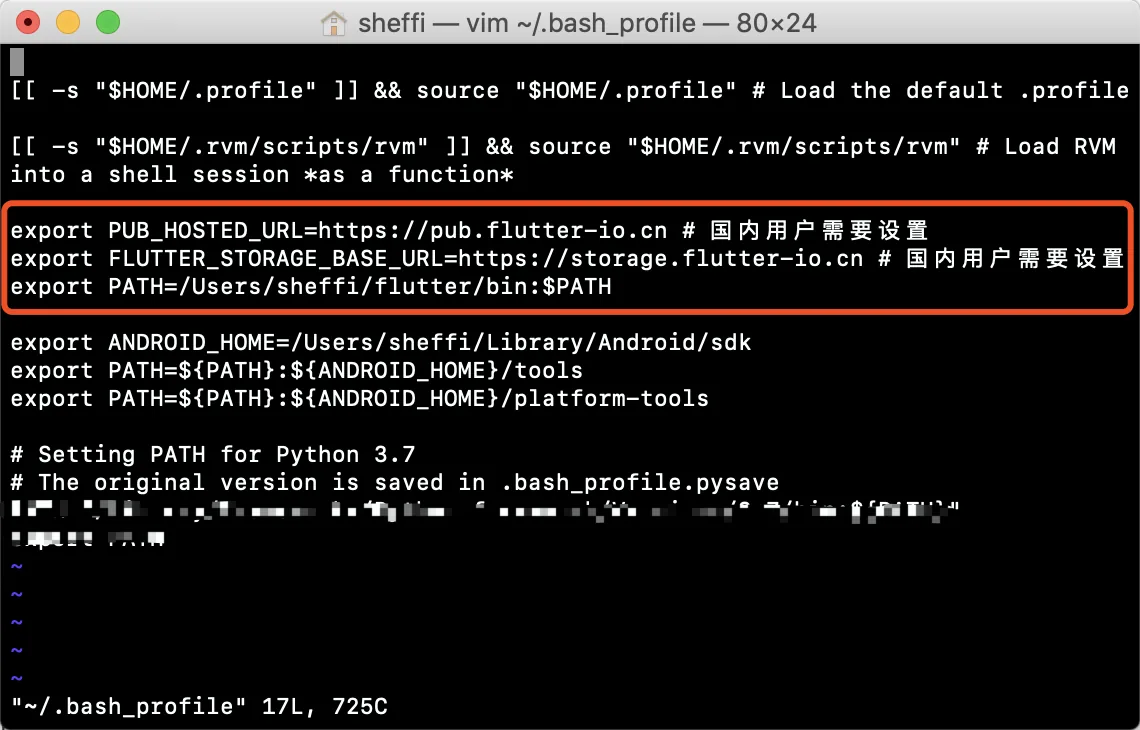 sheffi — vim ~/.bash_profile — 80×24
[[ -s "$HOME/.profile" ]] && source "$HOME/.profile" # Load the default .profile
[[ -s "$HOME/.rvm/scripts/rvm" ]] && source "$HOME/.rvm/scripts/rvm" # Load RVM
into a shell session *as a function*
export PUB_HOSTED_URL=https://pub.flutter-io.cn # 国内用户需要设置
export FLUTTER_STORAGE_BASE_URL=https://storage.flutter-io.cn # 国内用户需要设置
export PATH=/Users/sheffi/flutter/bin:$PATH
export ANDROID_HOME=/Users/sheffi/Library/Android/sdk
export PATH=${PATH}:${ANDROID_HOME}/tools
export PATH=${PATH}:${ANDROID_HOME}/platform-tools
# Setting PATH for Python 3.7
# The original version is saved in .bash_profile.pysave
~
~
~
~
~
"~/.bash_profile" 17L, 725C